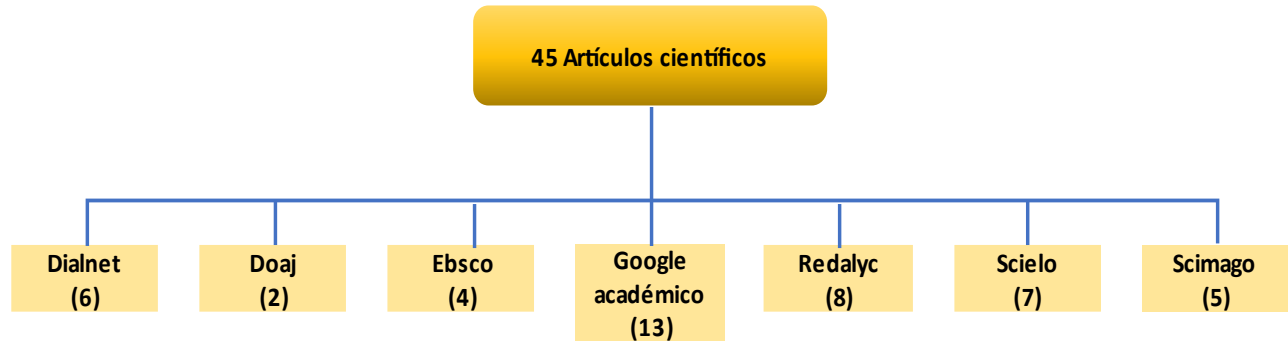 45 Artículos científicos
Dialnet
(6)
Doaj
(2)
Ebsco
(4)
Google
académico
(13)
Redalyc
(8)
Scielo
(7)
Scimago
(5)